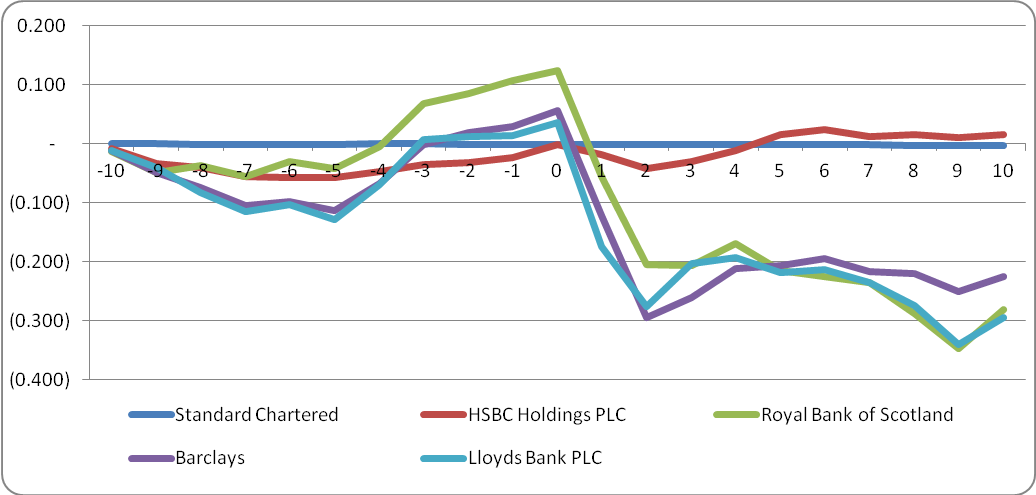 0.200
0.100
-
-10 -9 -8 -7 -6 -5 -4 -3 -2 -1 0 1 2 3 4 5 6 7 8 9 10
(0.100)
(0.200)
(0.300)
(0.400)
Standard Chartered HSBC Holdings PLC Royal Bank of Scotland
Barclays Lloyds Bank PLC